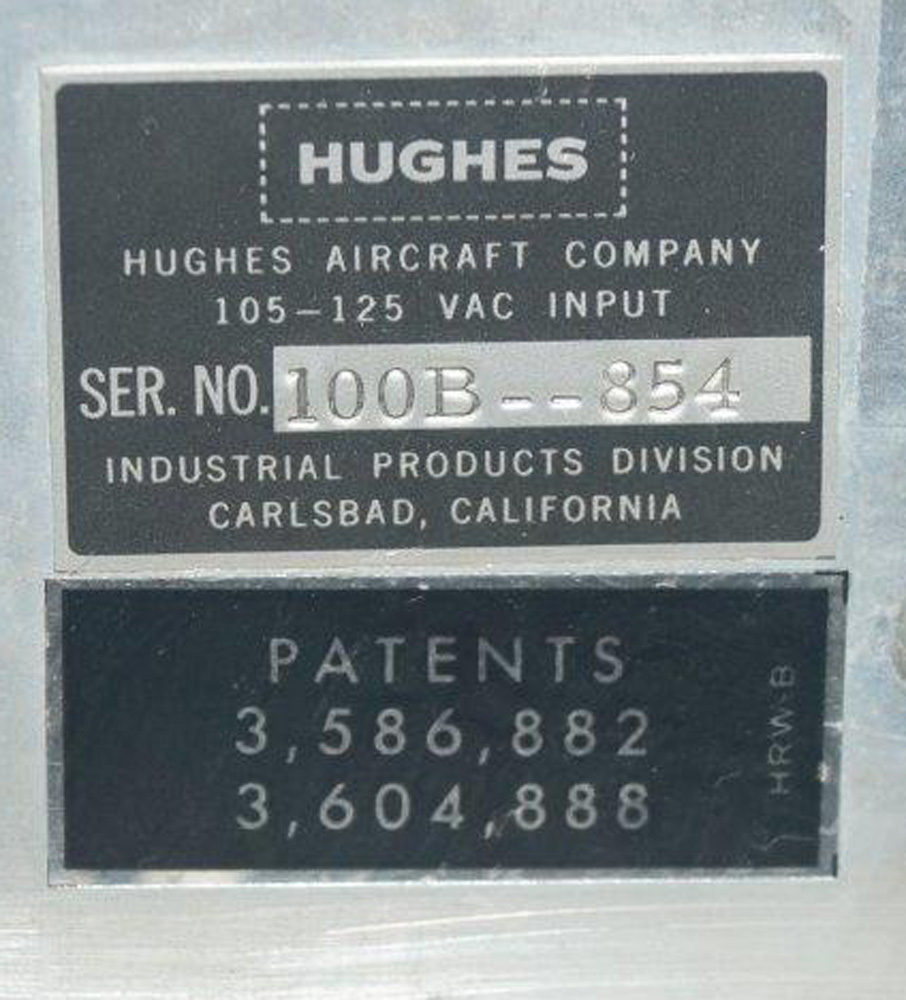 HUGHES
HUGHES AIRCRAFT COMPANY
105-125 VAC INPUT
SER. NO. 100B--854
INDUSTRIAL PRODUCTS DIVISION
CARLSBAD, CALIFORNIA
PATENTS
3,586,882
3,604,888
HRW-B